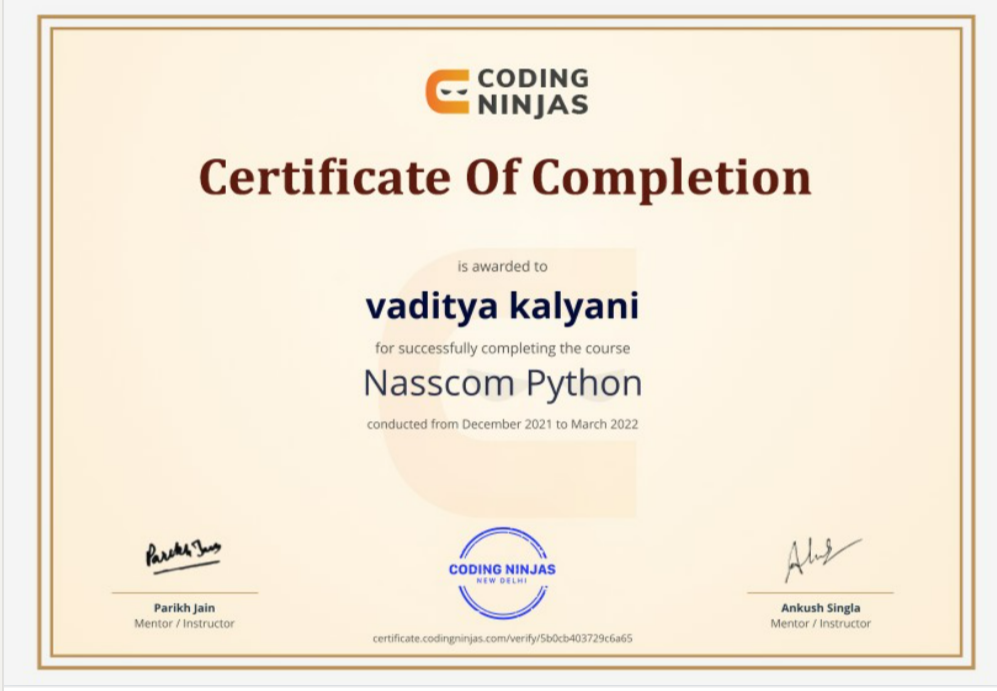 CODING
NINJAS
Certificate Of Completion
is awarded to
vaditya kalyani
for successfully completing the course
Nasscom Python
conducted from December 2021 to March 2022
Parikh Jain
CODING NINJAS
NEW DELHI
Parikh Jain
Mentor / Instructor
Ankush Singla
Mentor / Instructor
certificate.codingninjas.com/verify/5b0cb403729c6a65